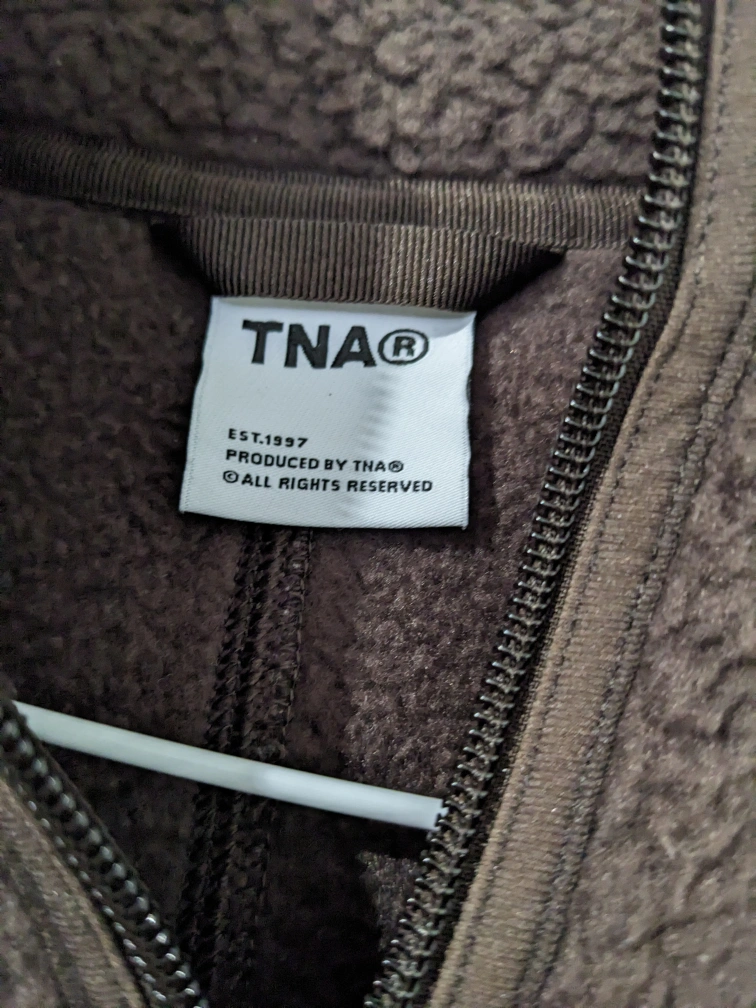 TNA®
EST.1997
PRODUCED BY TNA®
©ALL RIGHTS RESERVED